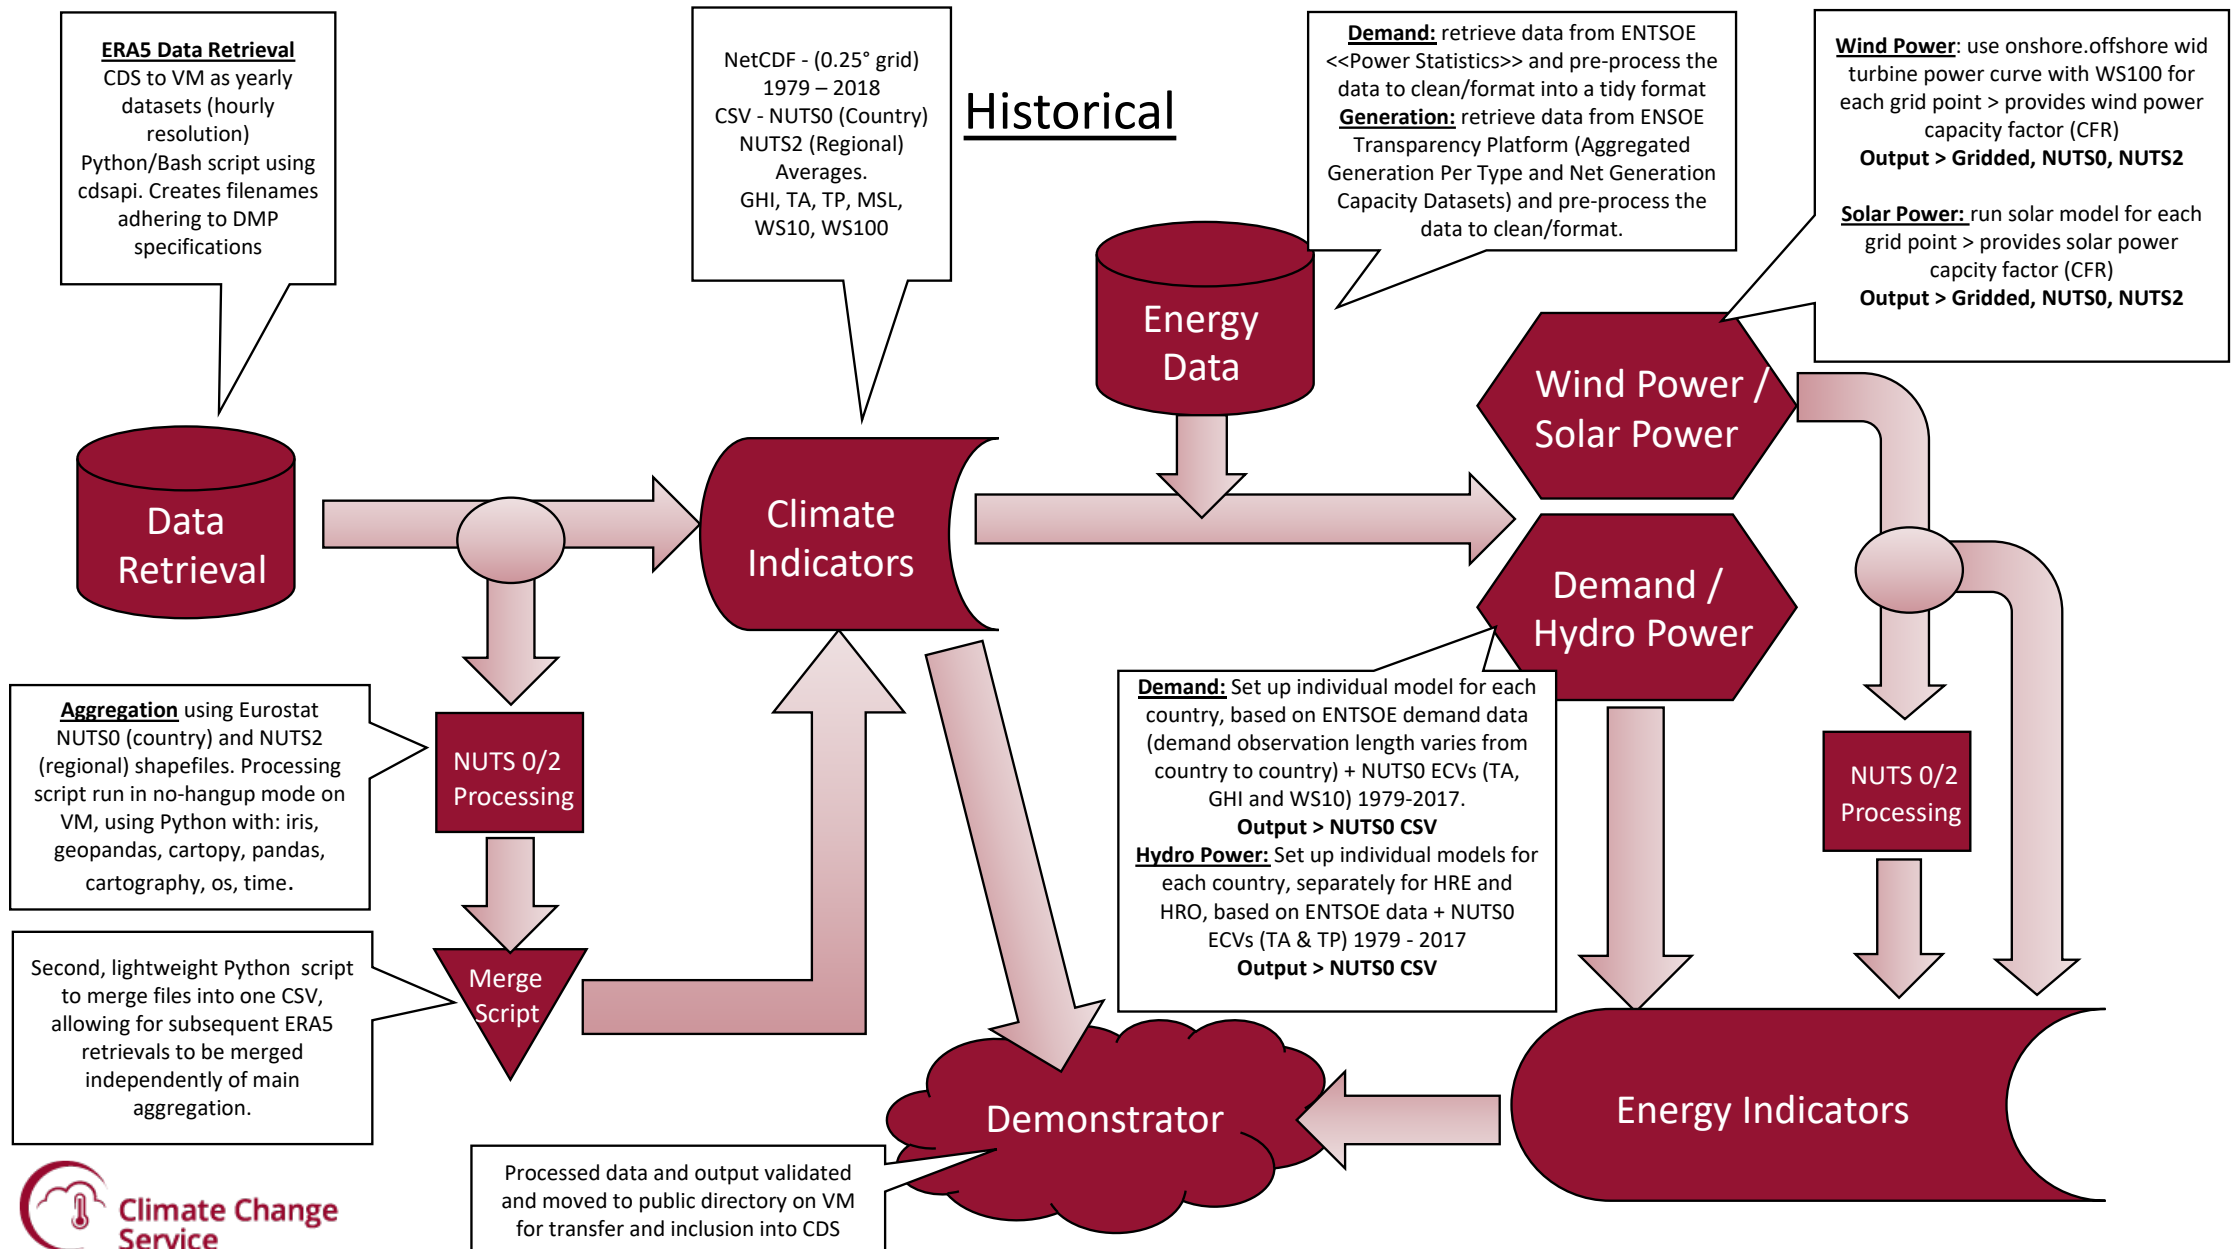 ERA5 Data Retrieval
CDS to VM as yearly
datasets (hourly
resolution)
Python/Bash script using
cdsapi. Creates filenames
adhering to DMP
specifications
NetCDF - (0.25° grid)
1979 – 2018
CSV - NUTS0 (Country)
NUTS2 (Regional)
Averages.
GHI, TA, TP, MSL,
WS10, WS100
Historical
Demand: retrieve data from ENTSOE
<<Power Statistics>> and pre-process the
data to clean/format into a tidy format
Generation: retrieve data from ENSOE
Transparency Platform (Aggregated
Generation Per Type and Net Generation
Capacity Datasets) and pre-process the
data to clean/format.
Wind Power: use onshore.offshore wid
turbine power curve with WS100 for
each grid point > provides wind power
capacity factor (CFR)
Output > Gridded, NUTS0, NUTS2
Solar Power: run solar model for each
grid point > provides solar power
capcity factor (CFR)
Output > Gridded, NUTS0, NUTS2
Energy
Data
Wind Power /
Solar Power
Data
Retrieval
Climate
Indicators
Demand /
Hydro Power
Aggregation using Eurostat
NUTS0 (country) and NUTS2
(regional) shapefiles. Processing
script run in no-hangup mode on
VM, using Python with: iris,
geopandas, cartopy, pandas,
cartography, os, time.
NUTS 0/2
Processing
Demand: Set up individual model for each
country, based on ENTSOE demand data
(demand observation length varies from
country to country) + NUTS0 ECVs (TA,
GHI and WS10) 1979-2017.
Output > NUTS0 CSV
Hydro Power: Set up individual models for
each country, separately for HRE and
HRO, based on ENTSOE data + NUTS0
ECVs (TA & TP) 1979 - 2017
Output > NUTS0 CSV
NUTS 0/2
Processing
Second, lightweight Python script
to merge files into one CSV,
allowing for subsequent ERA5
retrievals to be merged
independently of main
aggregation.
Merge
Script
Demonstrator
Energy Indicators
Processed data and output validated
and moved to public directory on VM
for transfer and inclusion into CDS
Climate Change
Service